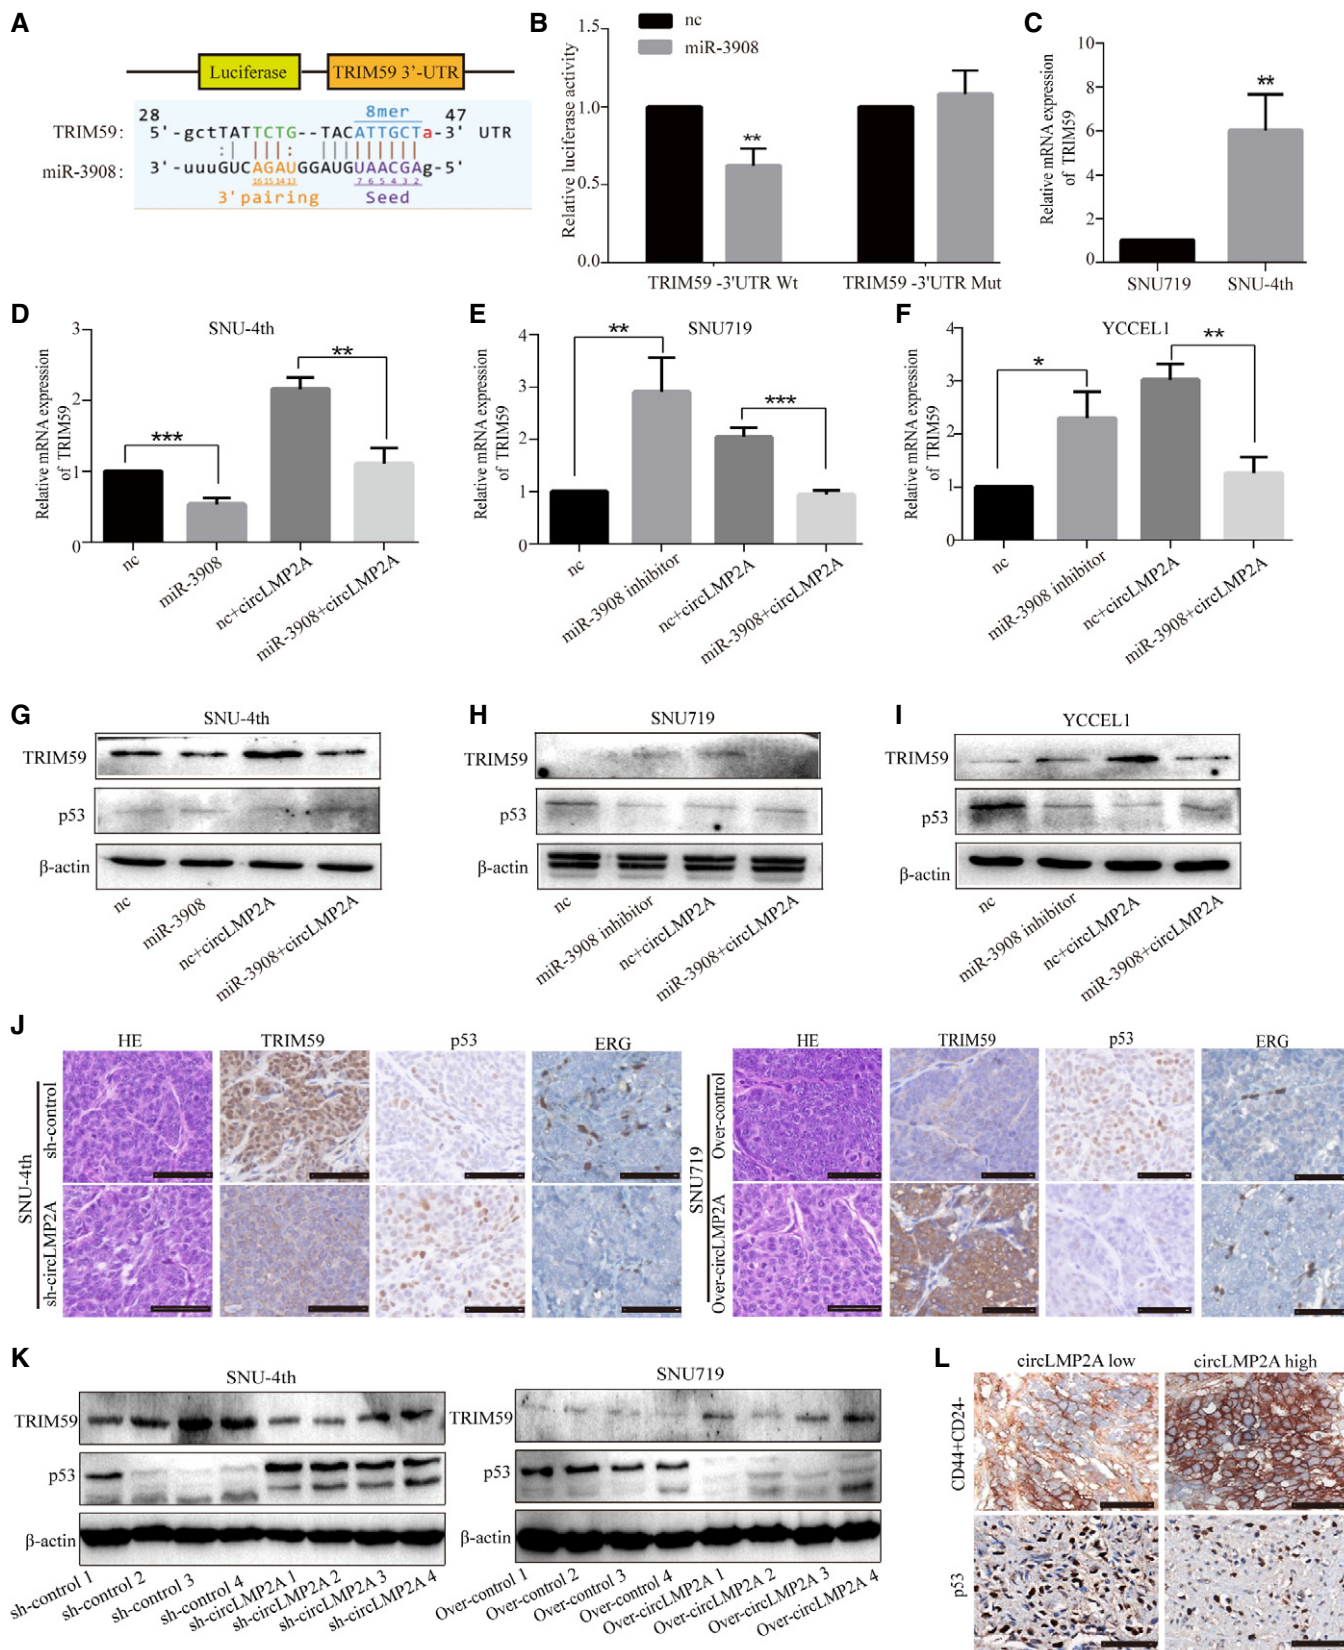 A
Luciferase
TRIM59 3'-UTR
28 8mer 47
TRIM59: 5'-gctTATTCTG--TACATTGCTa-3' UTR
miR-3908: 3'-uuuGUCAGAUGGAUGUAACGAg-5'
16 15 14 13 7 6 5 4 3 2
3'pairing Seed
B
nc
miR-3908
Relative luciferase activity
1.5
1.0
0.5
0.0
**
TRIM59 -3'UTR Wt
TRIM59 -3'UTR Mut
C
Relative mRNA expression
of TRIM59
10
8
6
4
2
0
**
SNU719
SNU-4th
D
SNU-4th
Relative mRNA expression
of TRIM59
3
2
1
0
***
**
nc
miR-3908
nc+circLMP2A
miR-3908+circLMP2A
E
SNU719
Relative mRNA expression
of TRIM59
4
3
2
1
0
**
***
nc
miR-3908 inhibitor
nc+circLMP2A
miR-3908+circLMP2A
F
YCCEL1
Relative mRNA expression
of TRIM59
4
3
2
1
0
*
**
nc
miR-3908 inhibitor
nc+circLMP2A
miR-3908+circLMP2A
G
SNU-4th
TRIM59
p53
β-actin
nc
miR-3908
nc+circLMP2A
miR-3908+circLMP2A
H
SNU719
TRIM59
p53
β-actin
nc
miR-3908 inhibitor
nc+circLMP2A
miR-3908+circLMP2A
I
YCCEL1
TRIM59
p53
β-actin
nc
miR-3908 inhibitor
nc+circLMP2A
miR-3908+circLMP2A
J
HE TRIM59 p53 ERG
SNU-4th
sh-control
sh-circLMP2A
HE TRIM59 p53 ERG
SNU719
Over-control
Over-circLMP2A
K
SNU-4th
TRIM59
p53
β-actin
sh-control 1
sh-control 2
sh-control 3
sh-control 4
sh-circLMP2A 1
sh-circLMP2A 2
sh-circLMP2A 3
sh-circLMP2A 4
SNU719
TRIM59
p53
β-actin
Over-control 1
Over-control 2
Over-control 3
Over-control 4
Over-circLMP2A 1
Over-circLMP2A 2
Over-circLMP2A 3
Over-circLMP2A 4
L
circLMP2A low
circLMP2A high
CD44+CD24-
p53